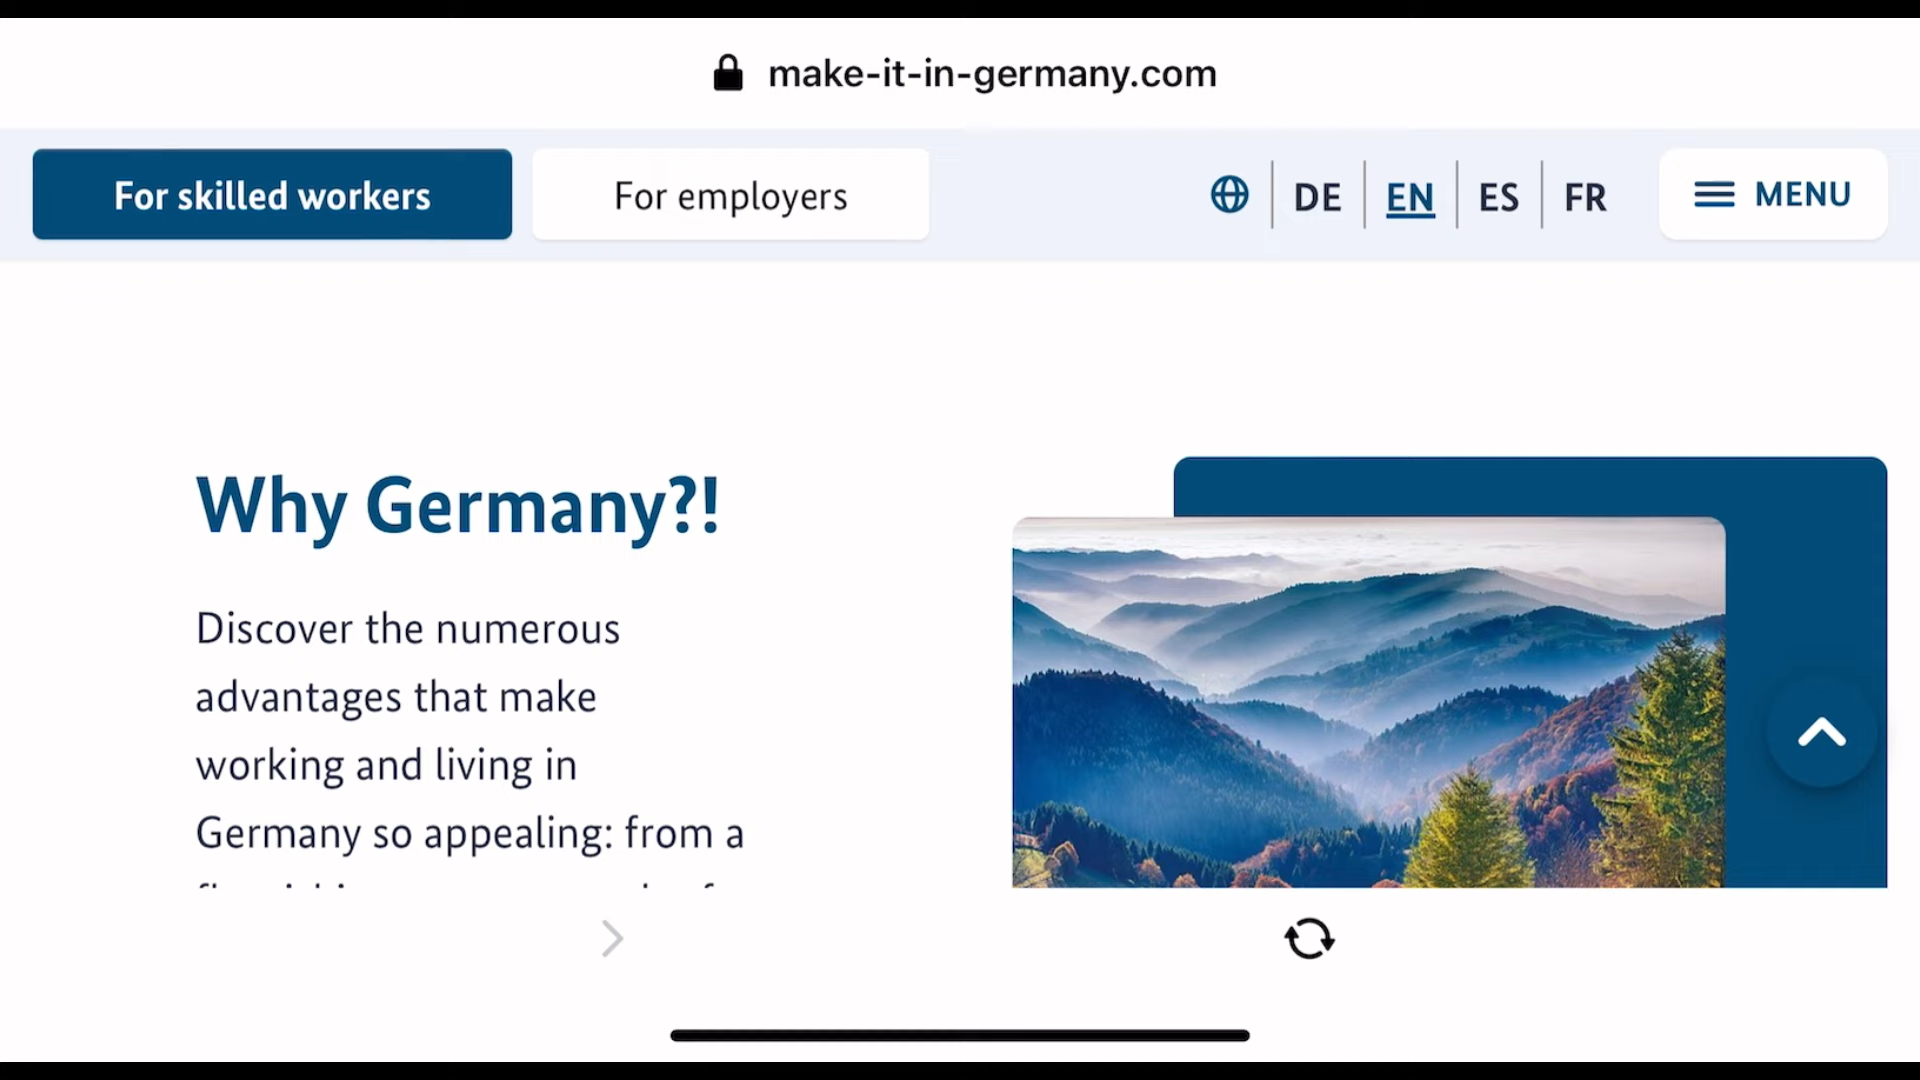 make-it-in-germany.com
For skilled workers
For employers
DE
EN
ES
FR
MENU
Why Germany?!
Discover the numerous
advantages that make
working and living in
Germany so appealing: from a